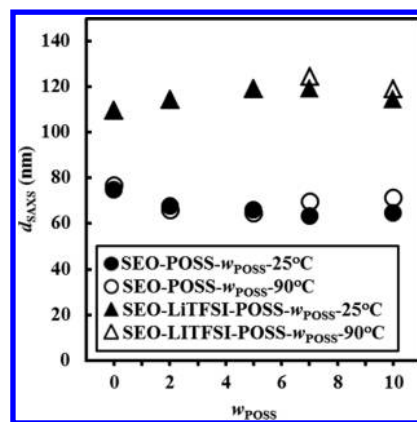 140
120
100
80
60
40
20
0
d_SAXS (nm)
SEO-POSS-w_POSS-25°C
SEO-POSS-w_POSS-90°C
SEO-LiTFSI-POSS-w_POSS-25°C
SEO-LITFSI-POSS-w_POSS-90°C
0 2 4 6 8 10
w_POSS